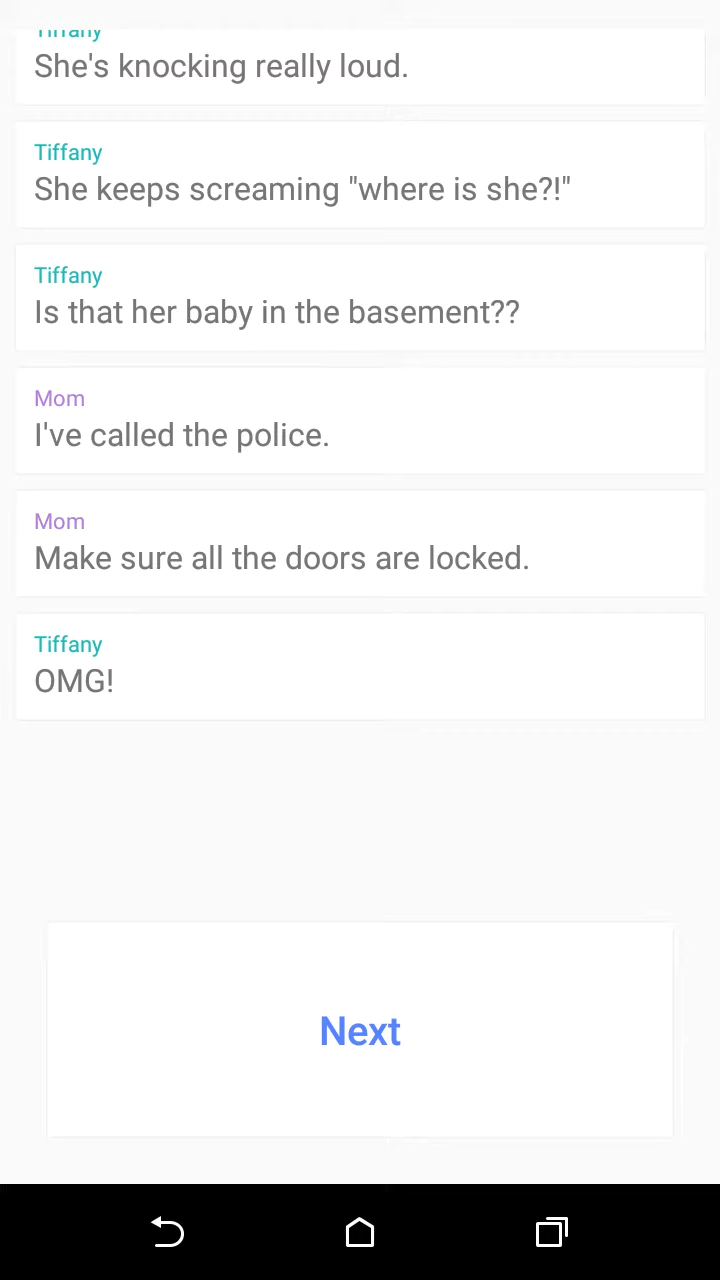 Tiffany
She's knocking really loud.
Tiffany
She keeps screaming "where is she?!"
Tiffany
Is that her baby in the basement??
Mom
I've called the police.
Mom
Make sure all the doors are locked.
Tiffany
OMG!
Next